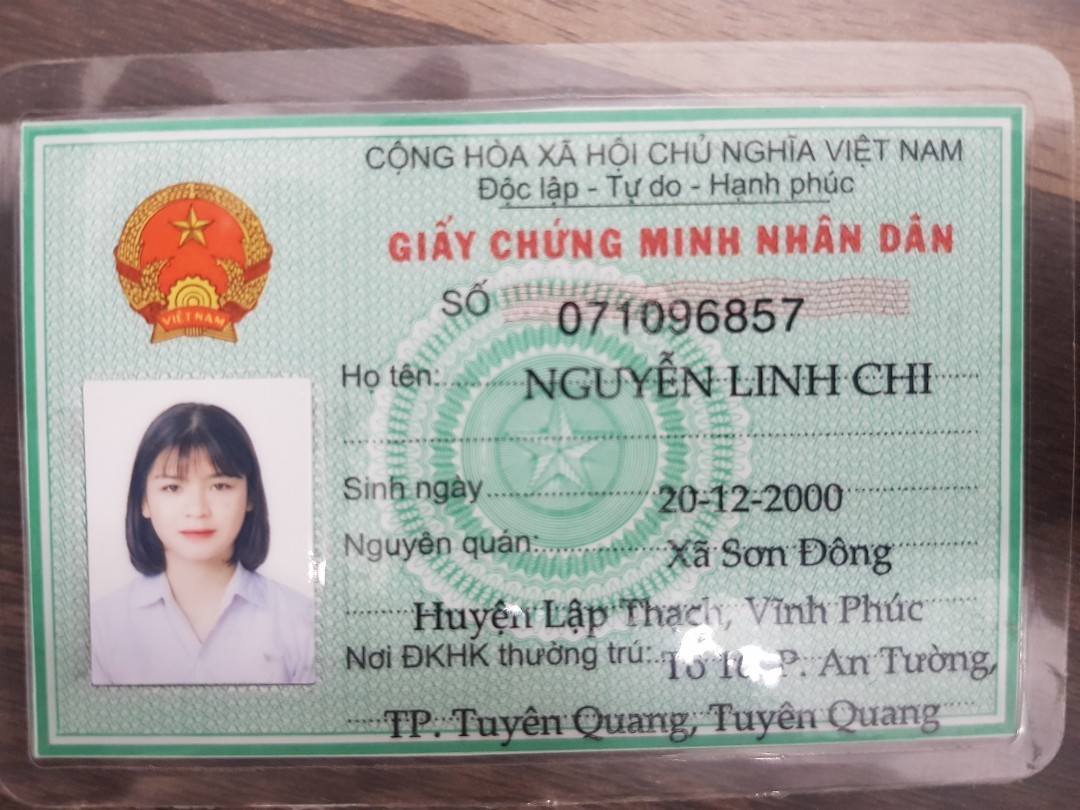 CỘNG HÒA XÃ HỘI CHỦ NGHĨA VIỆT NAM
Độc lập - Tự do - Hạnh phúc
GIẤY CHỨNG MINH NHÂN DÂN
SỐ 071096857
VIỆT NAM
Họ tên: NGUYỄN LINH CHI
Sinh ngày 20-12-2000
Nguyên quán: Xã Sơn Đông
Huyện Lập Thạch, Vĩnh Phúc
Nơi ĐKHK thường trú: Tổ P. An Tường,
TP. Tuyên Quang, Tuyên Quang